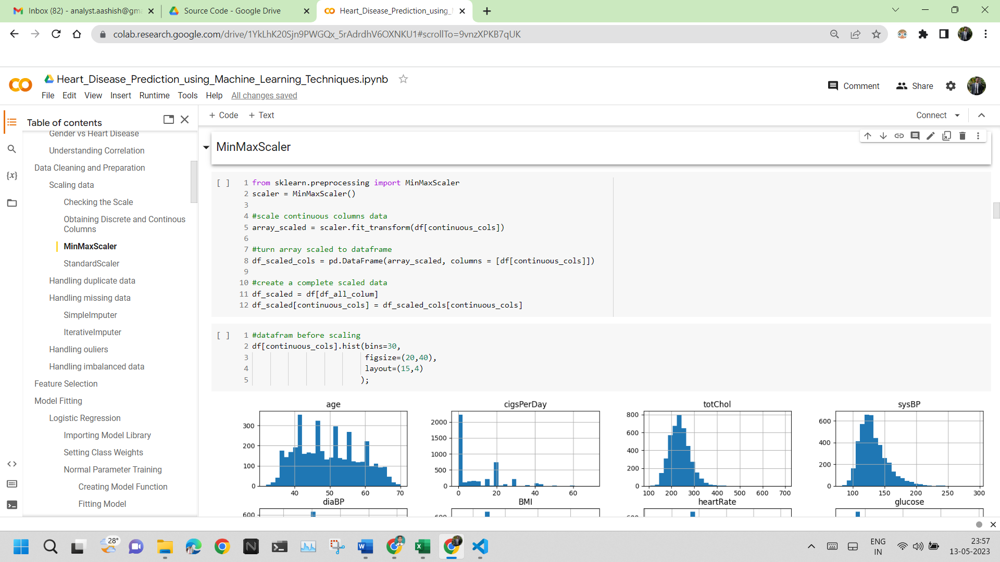 Inbox (82) - analyst.aashish@gm
Source Code - Google Drive
Heart_Disease_Prediction_using_
colab.research.google.com/drive/1YkLhK20Sjn9PWGQx_5rAdrdhV6OXNKU1#scrollTo=9vnzXPKB7qUK
Heart_Disease_Prediction_using_Machine_Learning_Techniques.ipynb
Comment
Share
File Edit View Insert Runtime Tools Help All changes saved
+ Code + Text
Connect
Table of contents
Gender vs Heart Disease
Understanding Correlation
Data Cleaning and Preparation
Scaling data
Checking the Scale
Obtaining Discrete and Continous
Columns
MinMaxScaler
StandardScaler
Handling duplicate data
Handling missing data
SimpleImputer
IterativeImputer
Handling ouliers
Handling imbalanced data
Feature Selection
Model Fitting
Logistic Regression
Importing Model Library
Setting Class Weights
Normal Parameter Training
Creating Model Function
Fitting Model
{x}
MinMaxScaler
[ ]
1 from sklearn.preprocessing import MinMaxScaler
2 scaler = MinMaxScaler()
3
4 #scale continuous columns data
5 array_scaled = scaler.fit_transform(df[continuous_cols])
6
7 #turn array scaled to dataframe
8 df_scaled_cols = pd.DataFrame(array_scaled, columns = [df[continuous_cols]])
9
10 #create a complete scaled data
11 df_scaled = df[df_all_colum]
12 df_scaled[continuous_cols] = df_scaled_cols[continuous_cols]
[ ]
1 #datafram before scaling
2 df[continuous_cols].hist(bins=30,
3 figsize=(20,40),
4 layout=(15,4)
5 );
age
300
200
100
0
40 50 60 70
cigsPerDay
2000
1500
1000
500
0
0 20 40 60
totChol
800
600
400
200
0
100 200 300 400 500 600 700
sysBP
600
400
200
0
100 150 200 250 300
diaBP
600
BMI
600
heartRate
600
glucose
28°
ENG
IN
23:57
13-05-2023